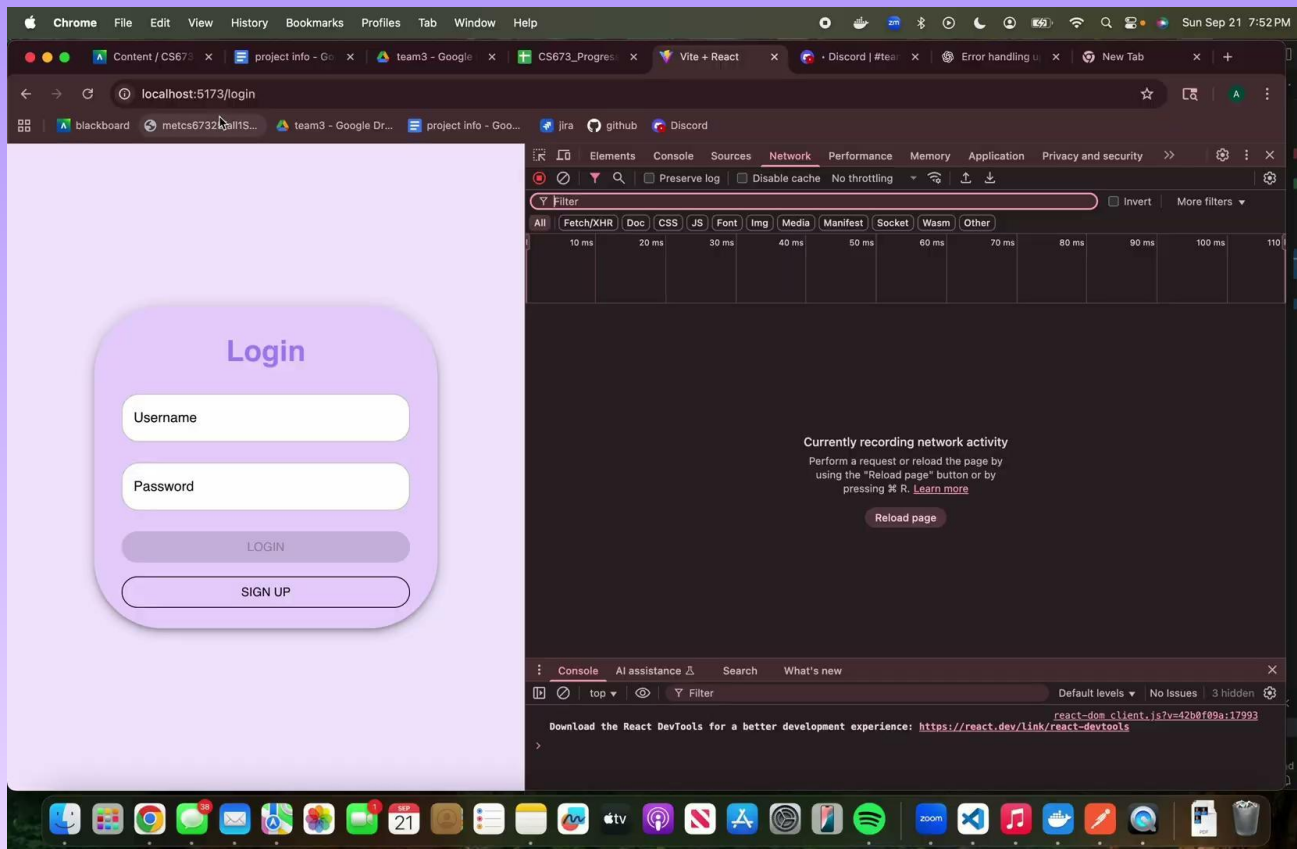 Chrome File Edit View History Bookmarks Profiles Tab Window Help
zm
Sun Sep 21 7:52 PM
Content / CS673
project info - Go
team3 - Google
CS673_Progres
Vite + React
• Discord | #tear
Error handling u
New Tab
localhost:5173/login
A
blackboard
team3 - Google Dr...
project info - Goo...
jira
github
Discord
Elements Console Sources Network Performance Memory Application Privacy and security
Preserve log Disable cache No throttling
Filter Invert More filters
All Fetch/XHR Doc CSS JS Font Img Media Manifest Socket Wasm Other
10 ms 20 ms 30 ms 40 ms 50 ms 60 ms 70 ms 80 ms 90 ms 100 ms 110
Login
Username
Password
LOGIN
SIGN UP
Currently recording network activity
Perform a request or reload the page by
using the "Reload page" button or by
pressing ⌘ R. Learn more
Reload page
Console AI assistance Search What's new
top Filter Default levels No Issues 3 hidden
react-dom_client.js?v=42b0f09a:17993
Download the React DevTools for a better development experience: https://react.dev/link/react-devtools
38
1
SEP
21
tv
zoom
PDF